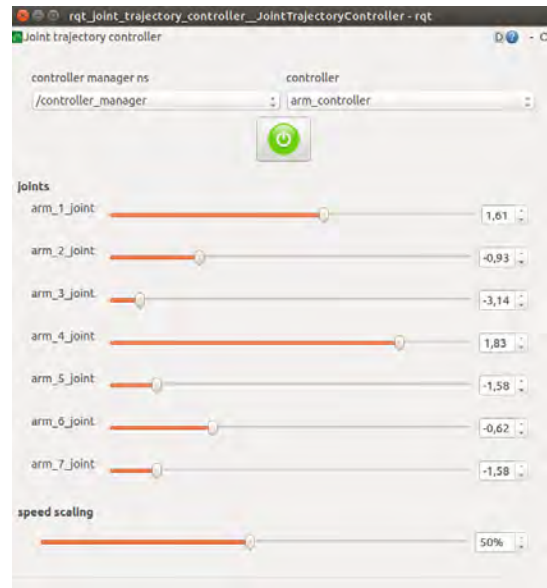 rqt_joint_trajectory_controller__JointTrajectoryController - rqt
Joint trajectory controller D ? - O
controller manager ns controller
/controller_manager arm_controller
joints
arm_1_joint 1,61
arm_2_joint -0,93
arm_3_joint -3,14
arm_4_joint 1,83
arm_5_joint -1,58
arm_6_joint -0,62
arm_7_joint -1,58
speed scaling
50%